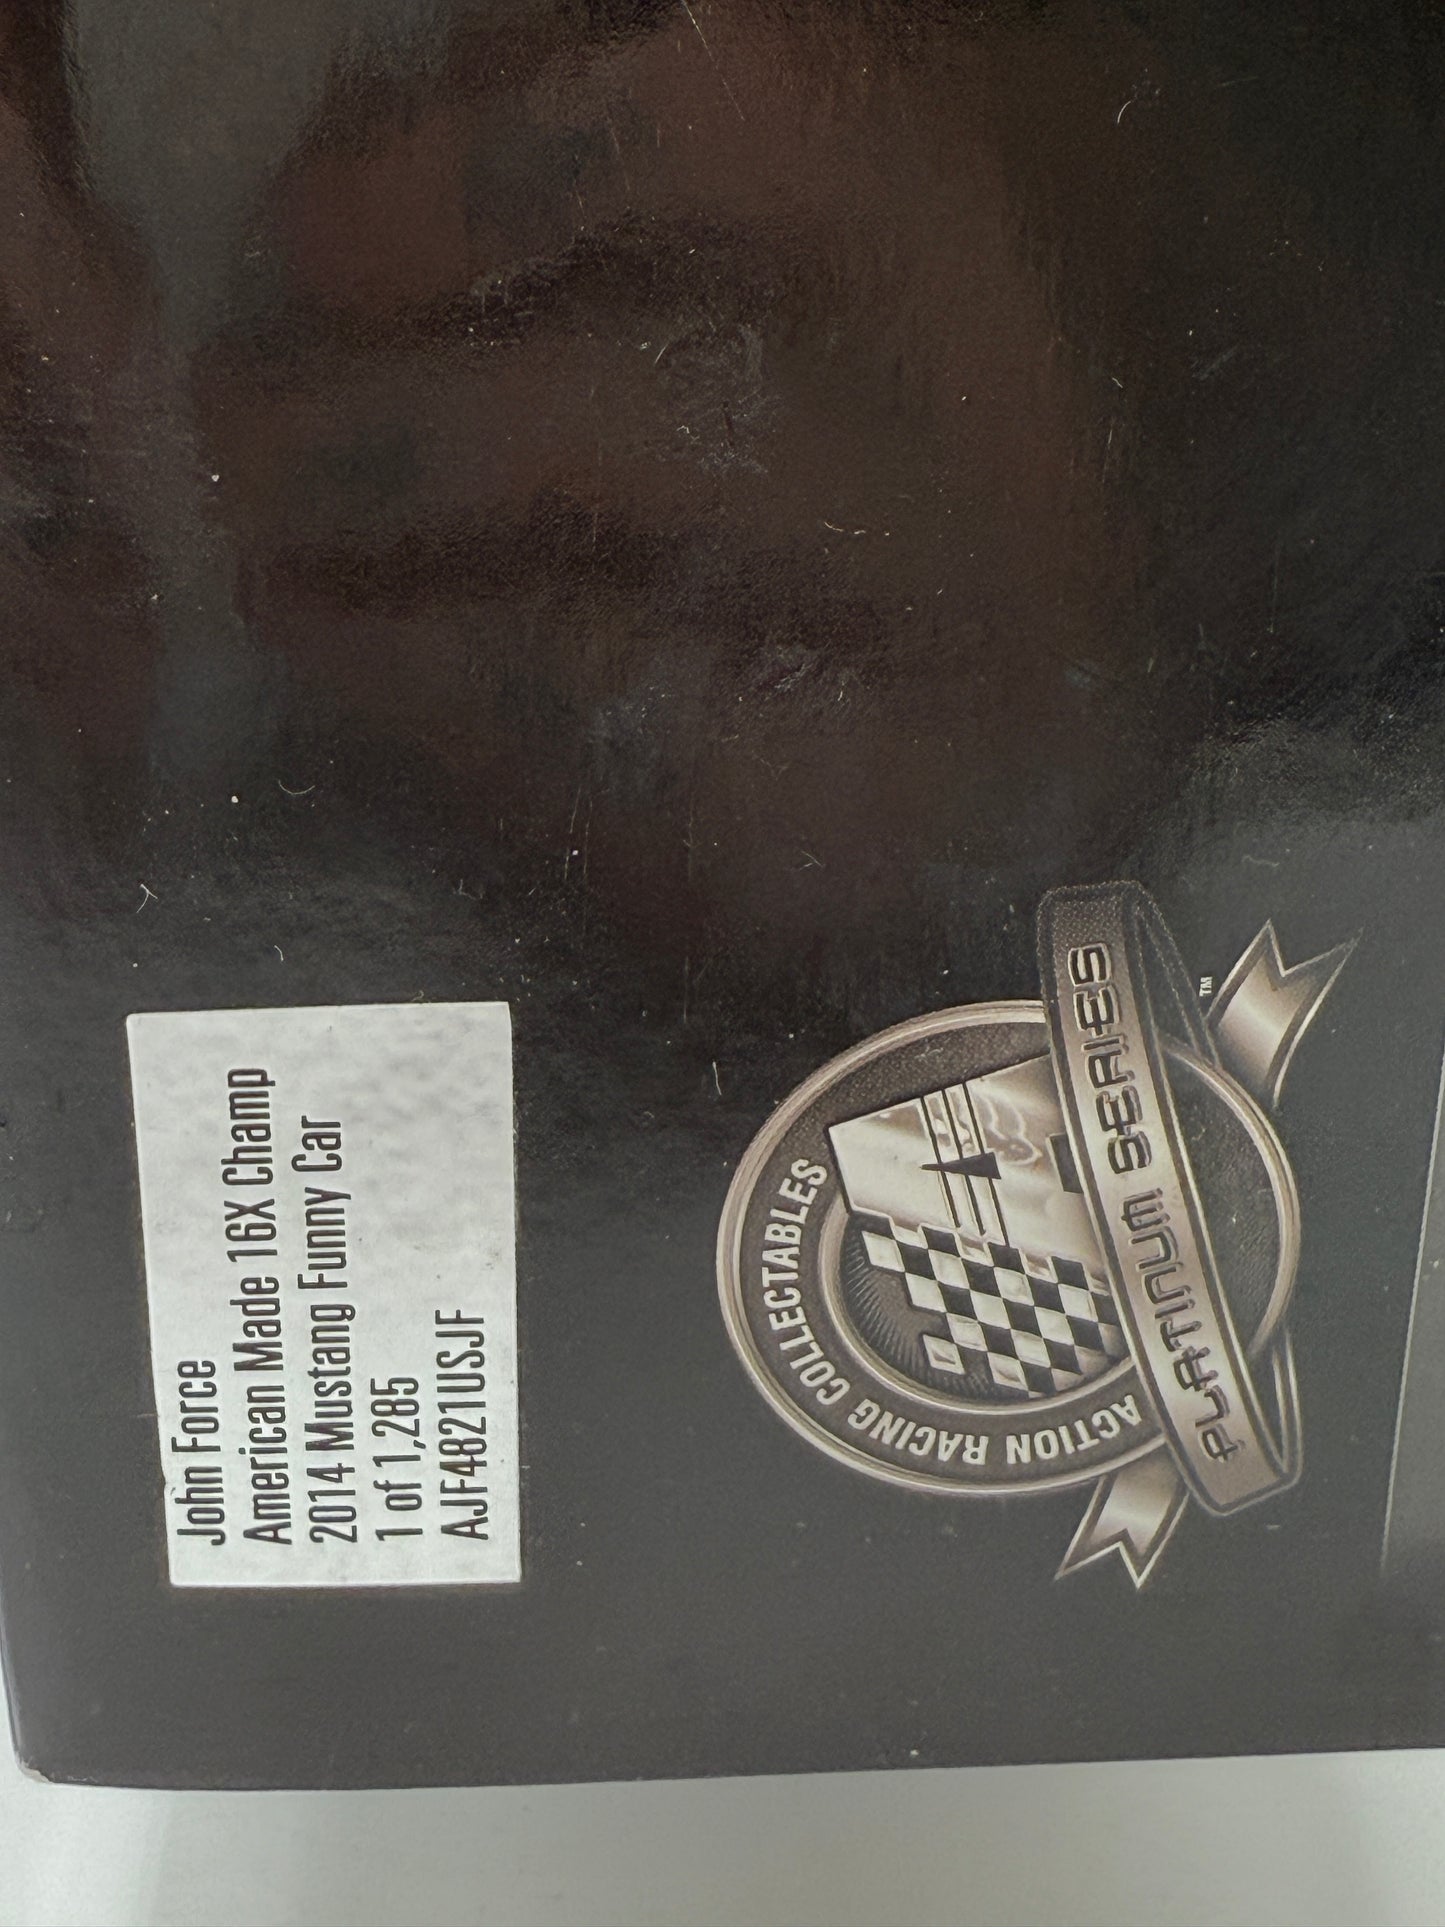 John Force
American Made 16X Champ
2014 Mustang Funny Car
1 of 1,285
AJF4821USJF
ACTION RACING COLLECTABLES
PLATINUM SERIES
TM